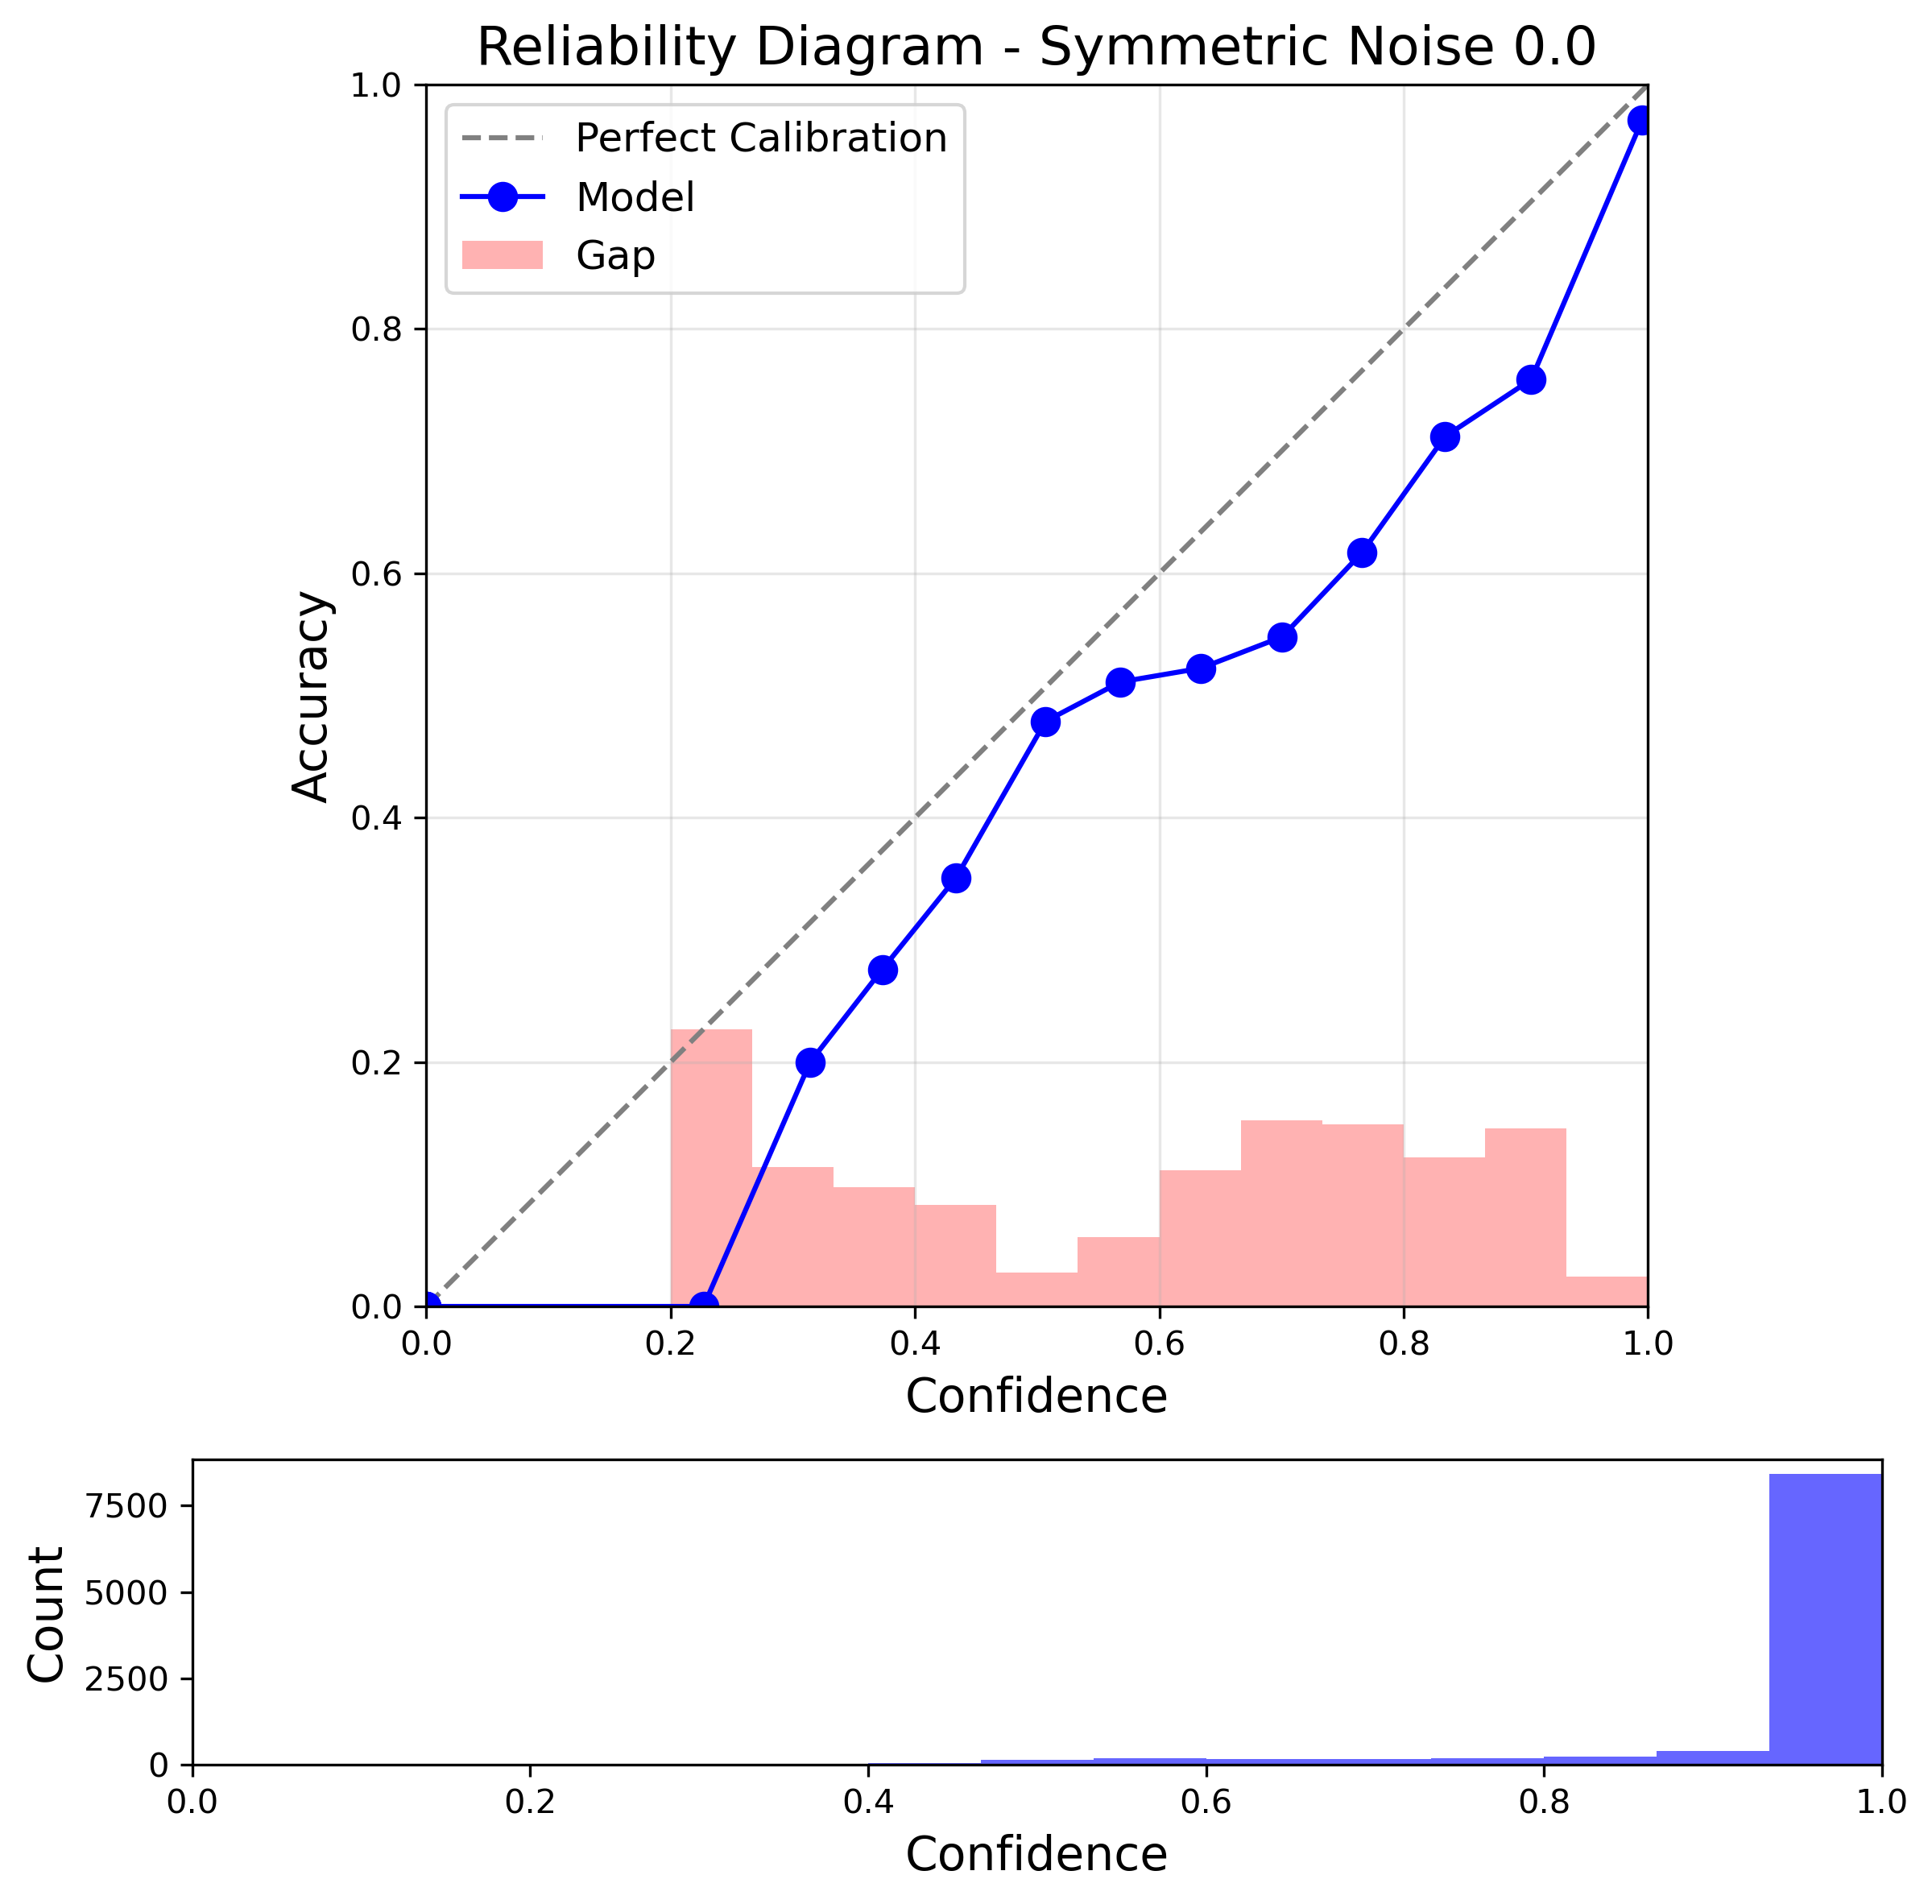 Reliability Diagram - Symmetric Noise 0.0
1.0
0.8
0.6
0.4
0.2
0.0
Accuracy
Perfect Calibration
Model
Gap
0.0 0.2 0.4 0.6 0.8 1.0
Confidence
7500
5000
2500
0
Count
0.0 0.2 0.4 0.6 0.8 1.0
Confidence